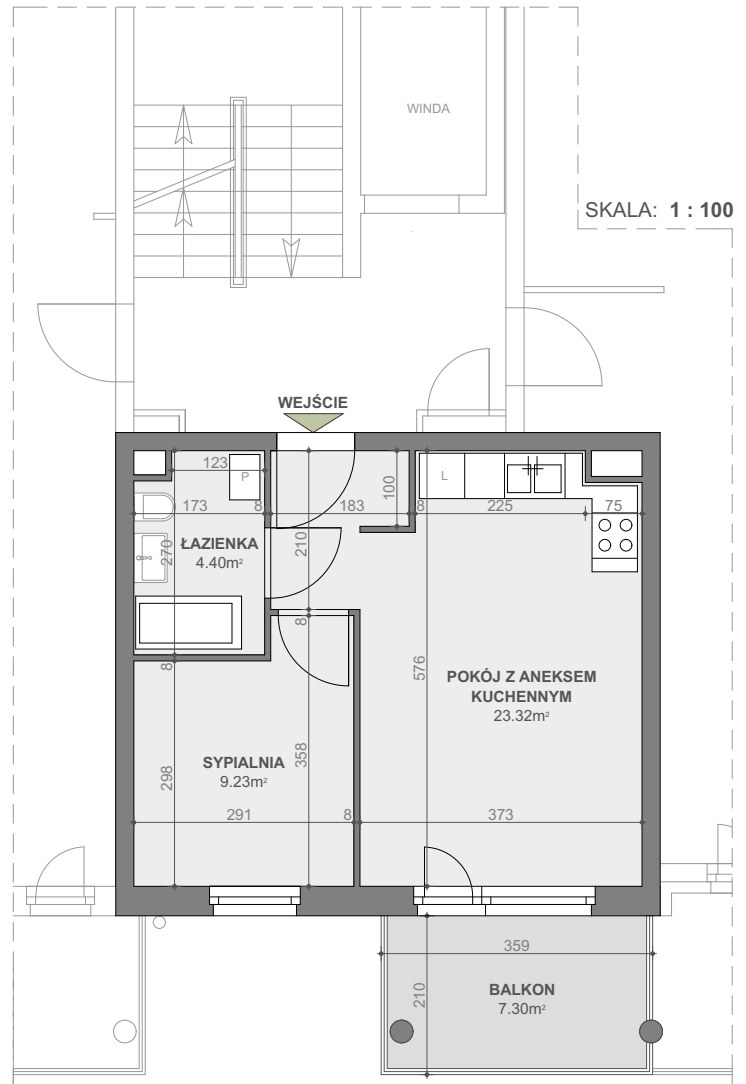 WINDA
SKALA: 1 : 100
WEJŚCIE
123
P
100
L
173
8
183
8
225
75
ŁAZIENKA
4.40m²
270
210
8
576
POKÓJ Z ANEKSEM
KUCHENNYM
23.32m²
8
298
SYPIALNIA
9.23m²
358
291
8
373
359
210
BALKON
7.30m²